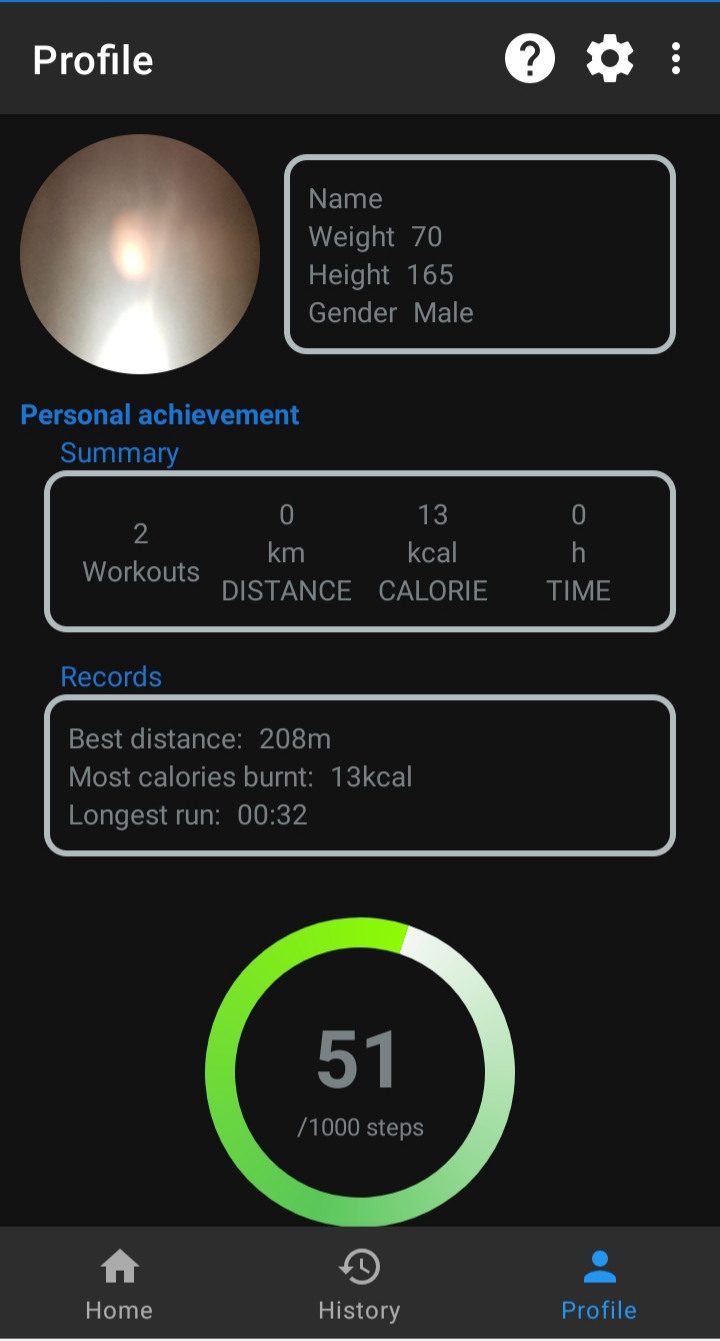 Profile
Name
Weight 70
Height 165
Gender Male
Personal achievement
Summary
2
Workouts
0
km
DISTANCE
13
kcal
CALORIE
0
h
TIME
Records
Best distance: 208m
Most calories burnt: 13kcal
Longest run: 00:32
51
/1000 steps
Home
History
Profile